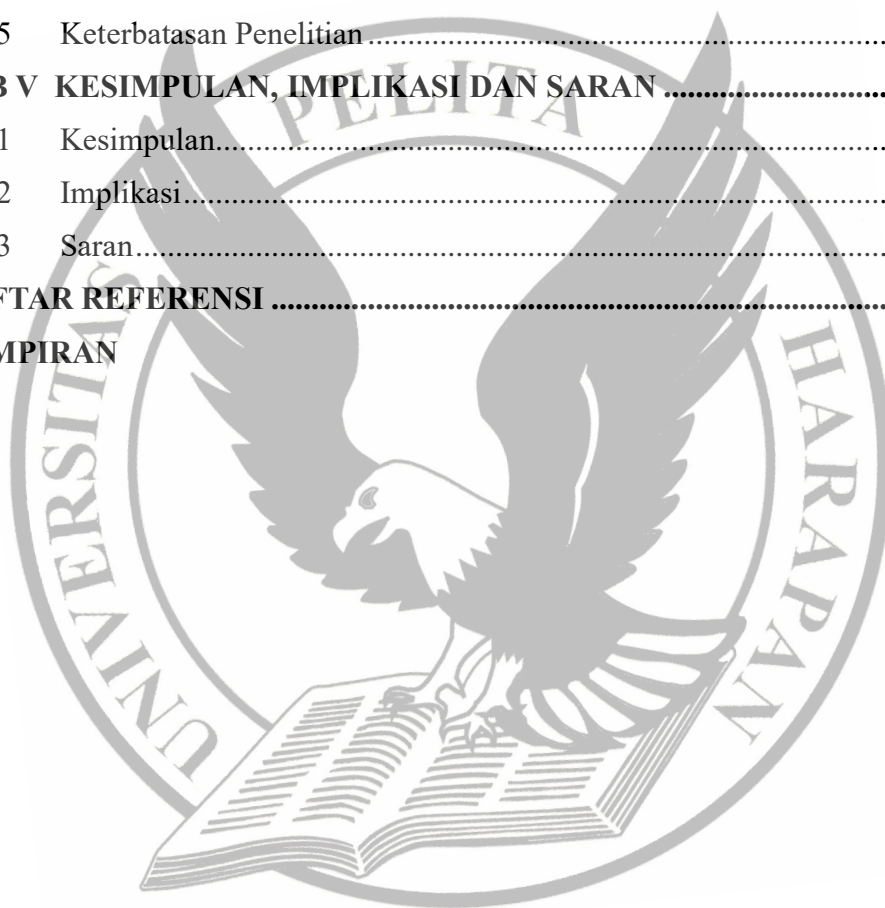 5 Keterbatasan Penelitian........................................................
B V KESIMPULAN, IMPLIKASI DAN SARAN ............................
1 Kesimpulan..........................................................................
2 Implikasi..............................................................................
3 Saran....................................................................................
FTAR REFERENSI ..............................................................................
MPIRAN
UNIVERSITAS PELITA HARAPAN